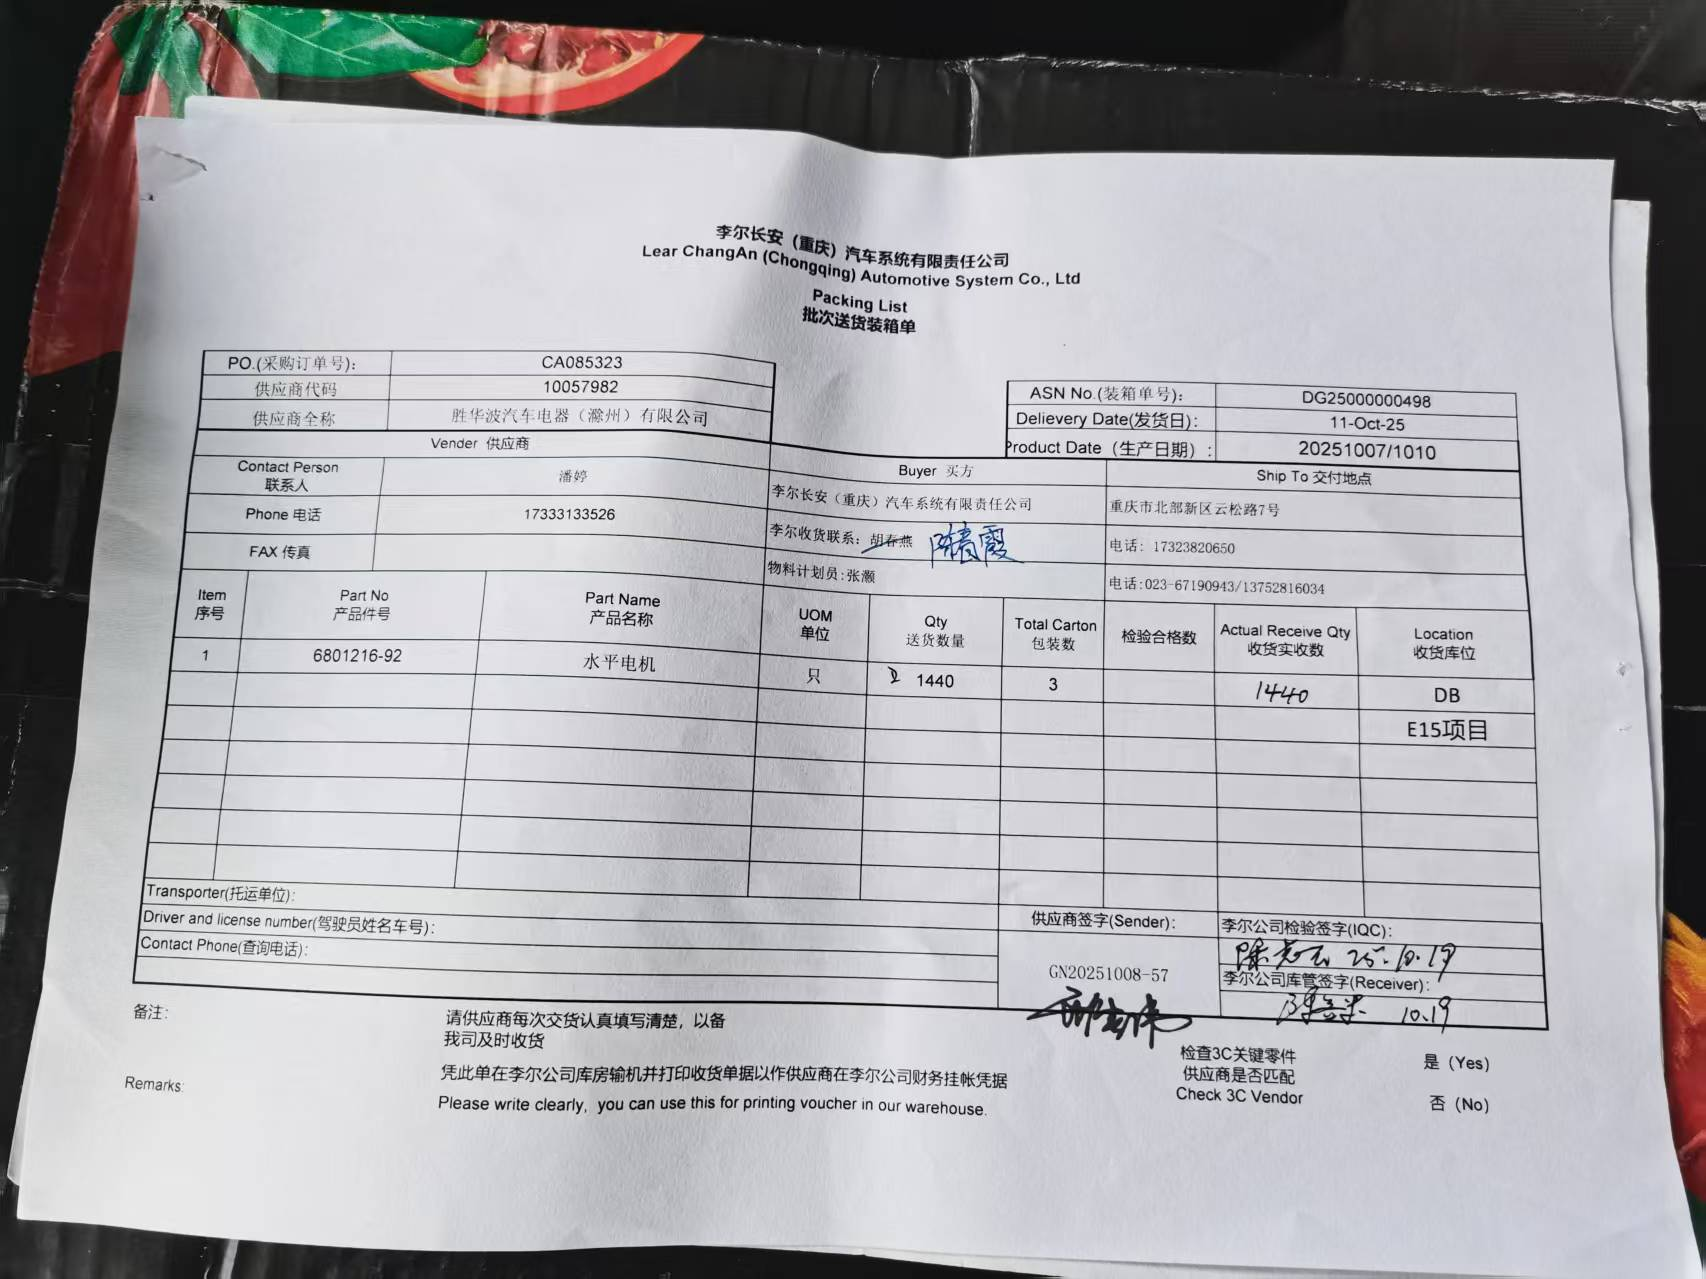 李尔长安（重庆）汽车系统有限责任公司
Lear ChangAn (Chongqing) Automotive System Co., Ltd
Packing List
批次送货装箱单
PO.(采购订单号): CA085323
供应商代码 10057982
供应商全称 胜华波汽车电器（滁州）有限公司
ASN No.(装箱单号): DG25000000498
Delievery Date(发货日): 11-Oct-25
Product Date（生产日期）: 20251007/1010
Vender 供应商
Buyer 买方
Ship To 交付地点
Contact Person
联系人
潘婷
李尔长安（重庆）汽车系统有限责任公司
重庆市北部新区云松路7号
Phone 电话 17333133526
李尔收货联系: 胡春燕 陈青霞
电话: 17323820650
FAX 传真
物料计划员:张灏
电话:023-67190943/13752816034
Item
序号
Part No
产品件号
Part Name
产品名称
UOM
单位
Qty
送货数量
Total Carton
包装数
检验合格数
Actual Receive Qty
收货实收数
Location
收货库位
1 6801216-92 水平电机 只 1440 3 1440 DB
E15项目
Transporter(托运单位):
Driver and license number(驾驶员姓名车号):
Contact Phone(查询电话):
供应商签字(Sender):
GN20251008-57
李尔公司检验签字(IQC):
25.10.19
李尔公司库管签字(Receiver):
10.19
备注:
请供应商每次交货认真填写清楚，以备
我司及时收货
凭此单在李尔公司库房输机并打印收货单据以作供应商在李尔公司财务挂帐凭据
Remarks:
Please write clearly, you can use this for printing voucher in our warehouse.
检查3C关键零件
供应商是否匹配
Check 3C Vendor
是（Yes）
否（No）